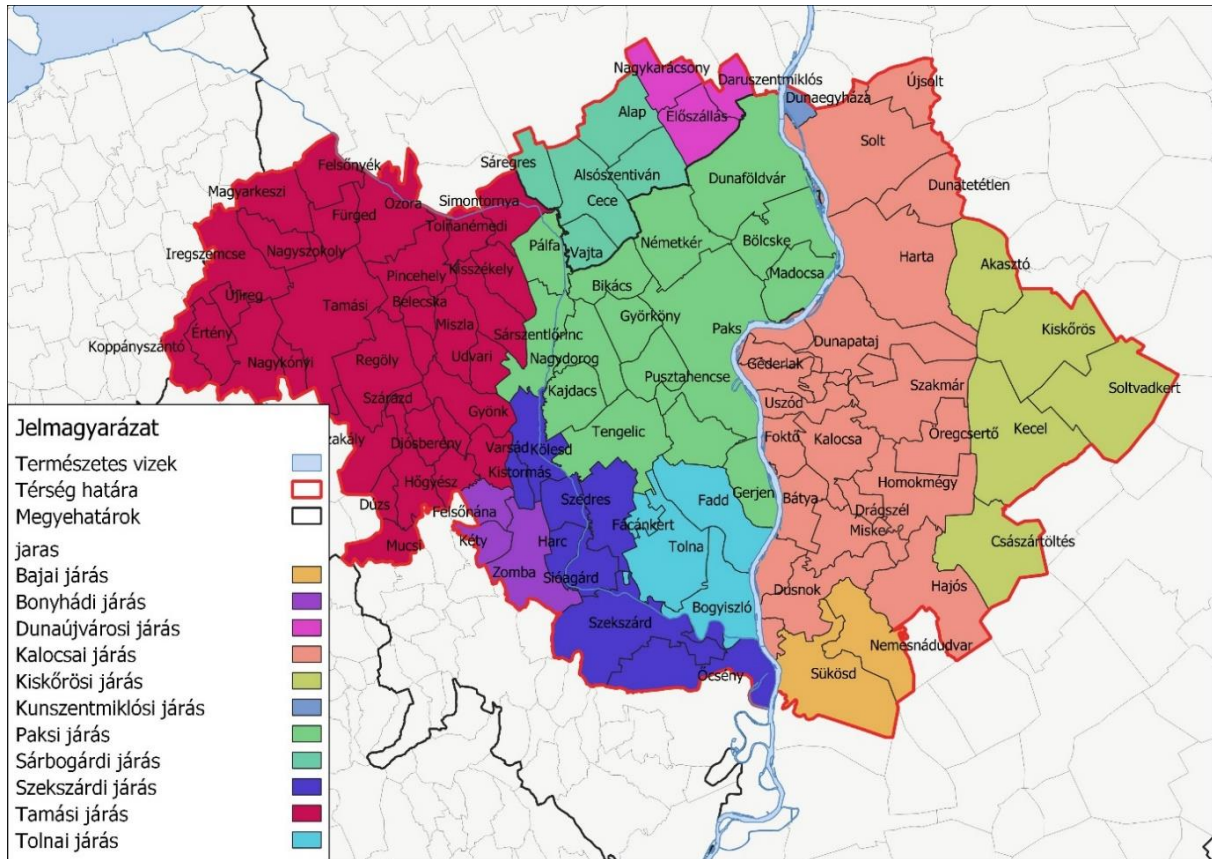 Nagykarácsony
Daruszentmiklós
Dunaegyháza
Újsolt
Alap
Előszállás
Solt
Sáregres
Felsőnyék
Alsószentiván
Dunaföldvár
Dunatetétlen
Magyarkeszi
Ozora
Simontornya
Cece
Fürged
Tolnanémedi
Iregszemcse
Nagyszokoly
Pálfa
Vajta
Németkér
Bölcske
Harta
Akasztó
Pincehely
Kisszékely
Madocsa
Újireg
Tamási
Belecska
Bikács
Értény
Miszla
Györköny
Paks
Kiskőrös
Koppányszántó
Sárszentlőrinc
Dunapataj
Nagykónyi
Regöly
Udvari
Nagydorog
Géderlak
Pusztahencse
Szakmár
Soltvadkert
Szárazd
Kajdacs
Uszód
Gyönk
Öregcsertő
Kecel
zakály
Diósberény
Varsád
Kölesd
Tengelic
Foktő
Kalocsa
Hőgyész
Kistormás
Homokmégy
Dúzs
Szedres
Fadd
Gerjen
Bátya
Felsőnána
Fácánkert
Drágszél
Mucsi
Kéty
Harc
Tolna
Miske
Császártöltés
Zomba
Sióagárd
Dusnok
Hajós
Szekszárd
Bogyiszló
Nemesnádudvar
Őcsény
Sükösd
Jelmagyarázat
Természetes vizek
Térség határa
Megyehatárok
jaras
Bajai járás
Bonyhádi járás
Dunaújvárosi járás
Kalocsai járás
Kiskőrösi járás
Kunszentmiklósi járás
Paksi járás
Sárbogárdi járás
Szekszárdi járás
Tamási járás
Tolnai járás